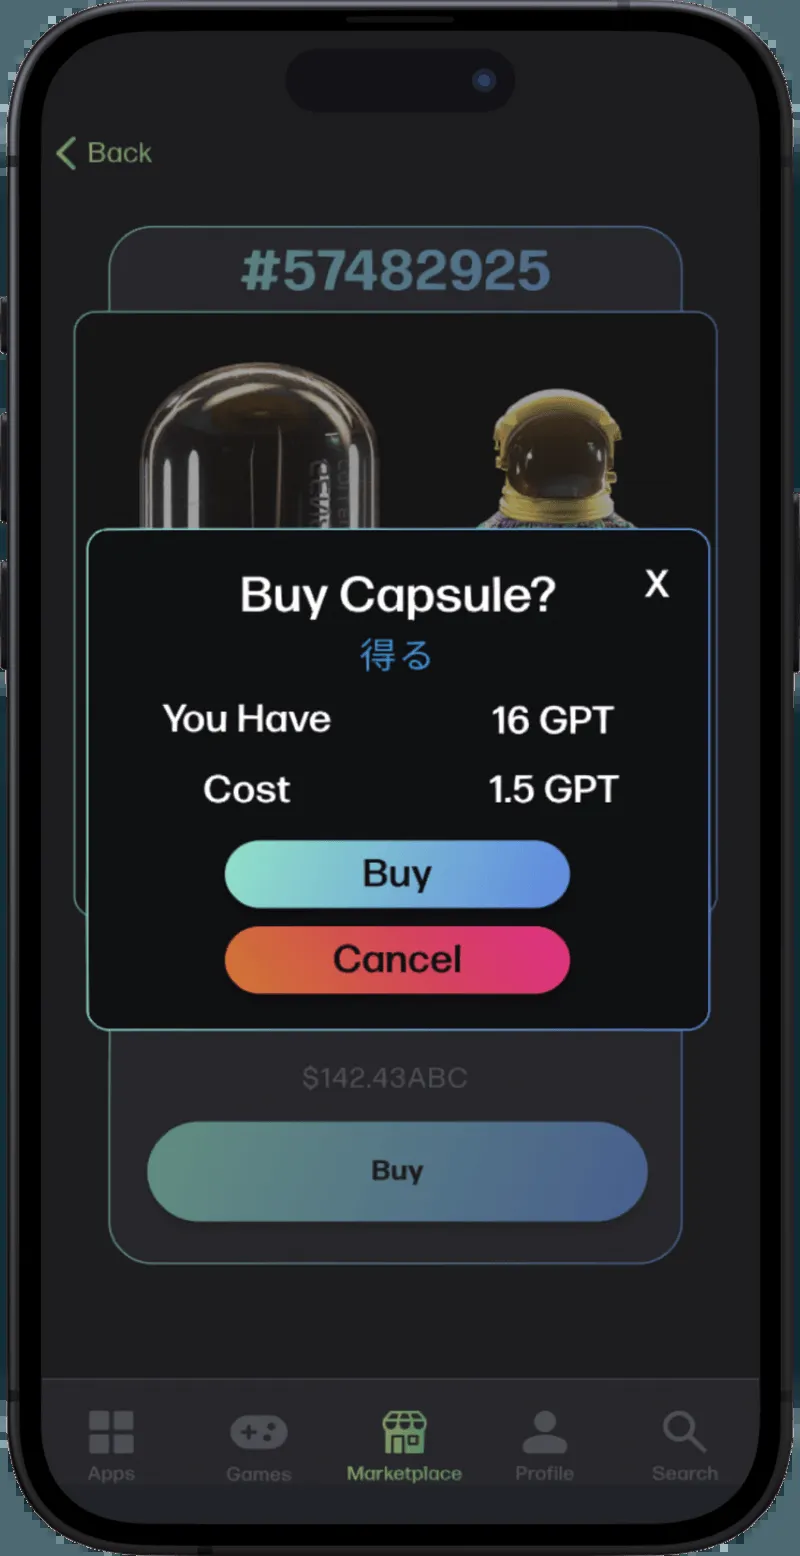 Back
#57482925
Buy Capsule?
X
得る
You Have 16 GPT
Cost 1.5 GPT
Buy
Cancel
$142.43ABC
Buy
Apps Games Marketplace Profile Search